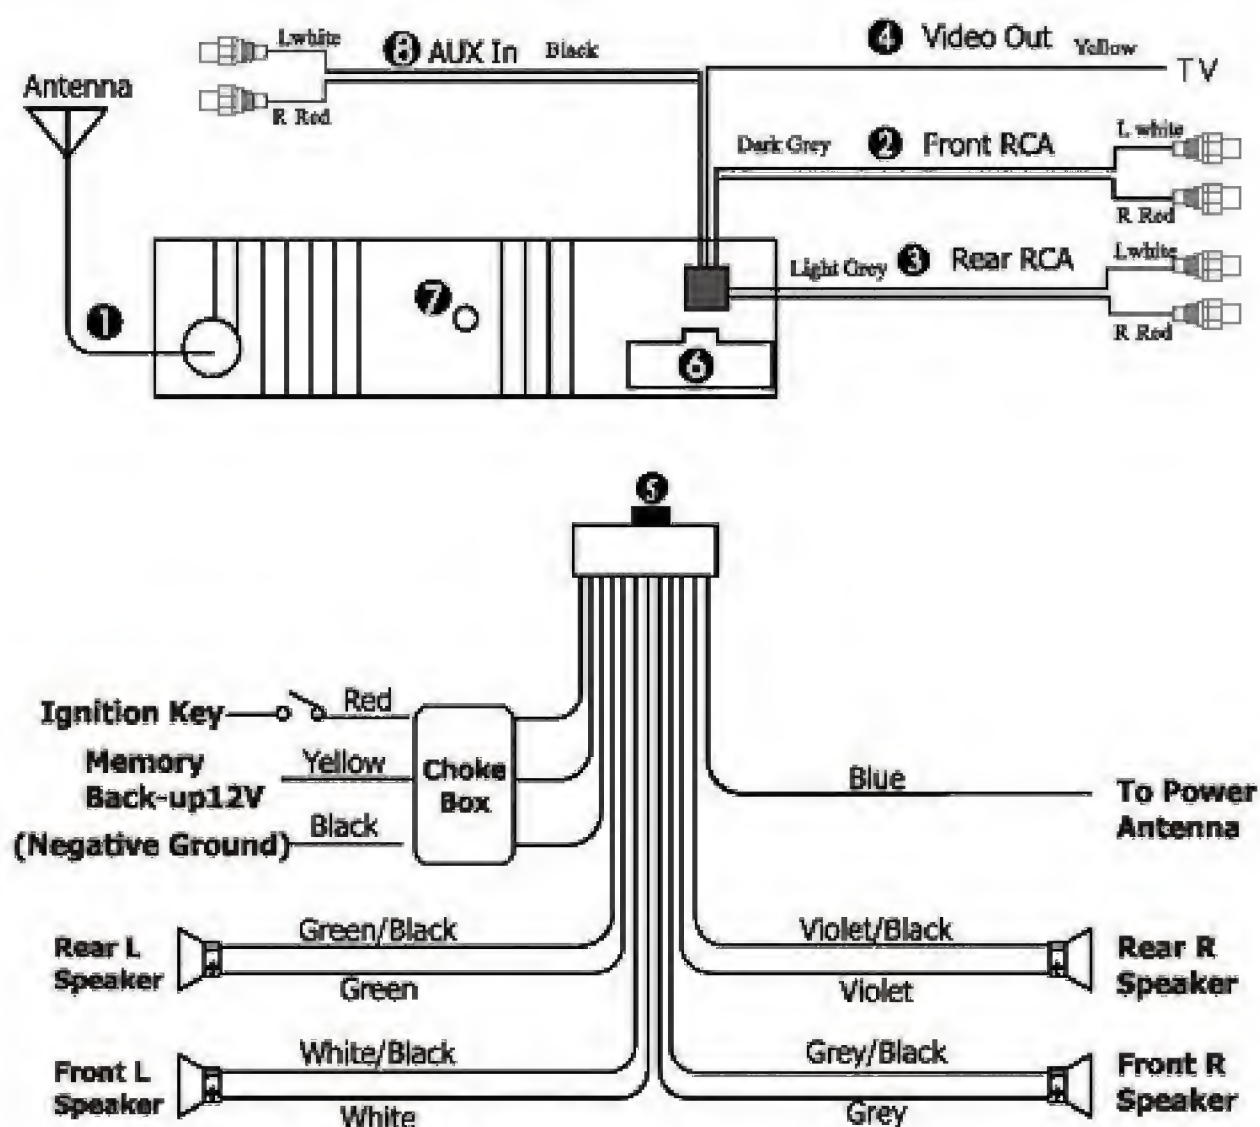 L white
8 AUX In Black
R Red
4 Video Out Yellow
TV
Antenna
Dark Grey 2 Front RCA
L white
R Red
Light Grey 3 Rear RCA
L white
R Red
1
7
6
5
Ignition Key
Red
Memory
Back-up12V
Yellow
(Negative Ground)
Black
Choke
Box
Blue
To Power
Antenna
Rear L
Speaker
Green/Black
Green
Violet/Black
Violet
Rear R
Speaker
Front L
Speaker
White/Black
White
Grey/Black
Grey
Front R
Speaker